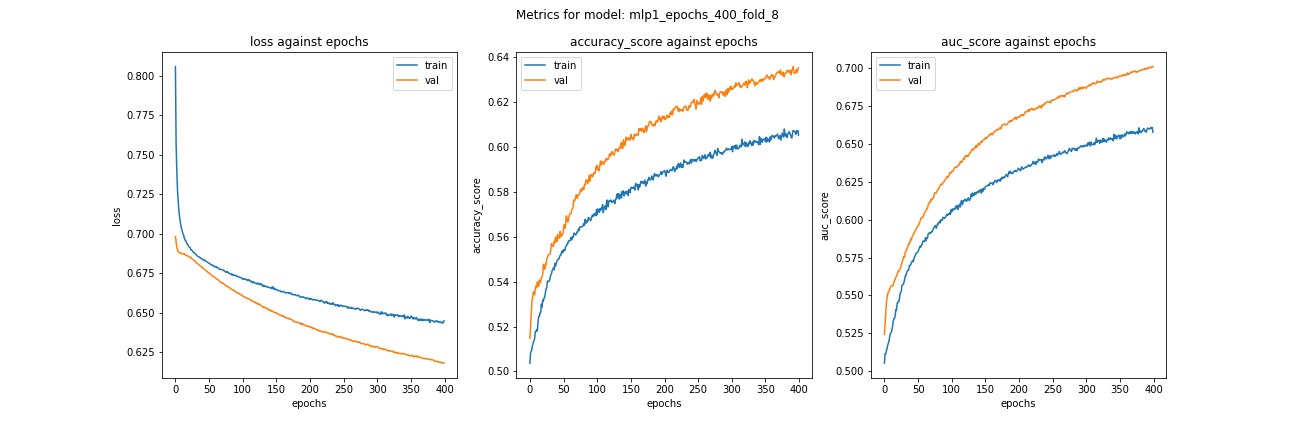 Metrics for model: mlp1_epochs_400_fold_8
loss against epochs
train
val
0.800
0.775
0.750
0.725
0.700
0.675
0.650
0.625
loss
0 50 100 150 200 250 300 350 400
epochs
accuracy_score against epochs
train
val
0.64
0.62
0.60
0.58
0.56
0.54
0.52
0.50
accuracy_score
0 50 100 150 200 250 300 350 400
epochs
auc_score against epochs
train
val
0.700
0.675
0.650
0.625
0.600
0.575
0.550
0.525
0.500
auc_score
0 50 100 150 200 250 300 350 400
epochs